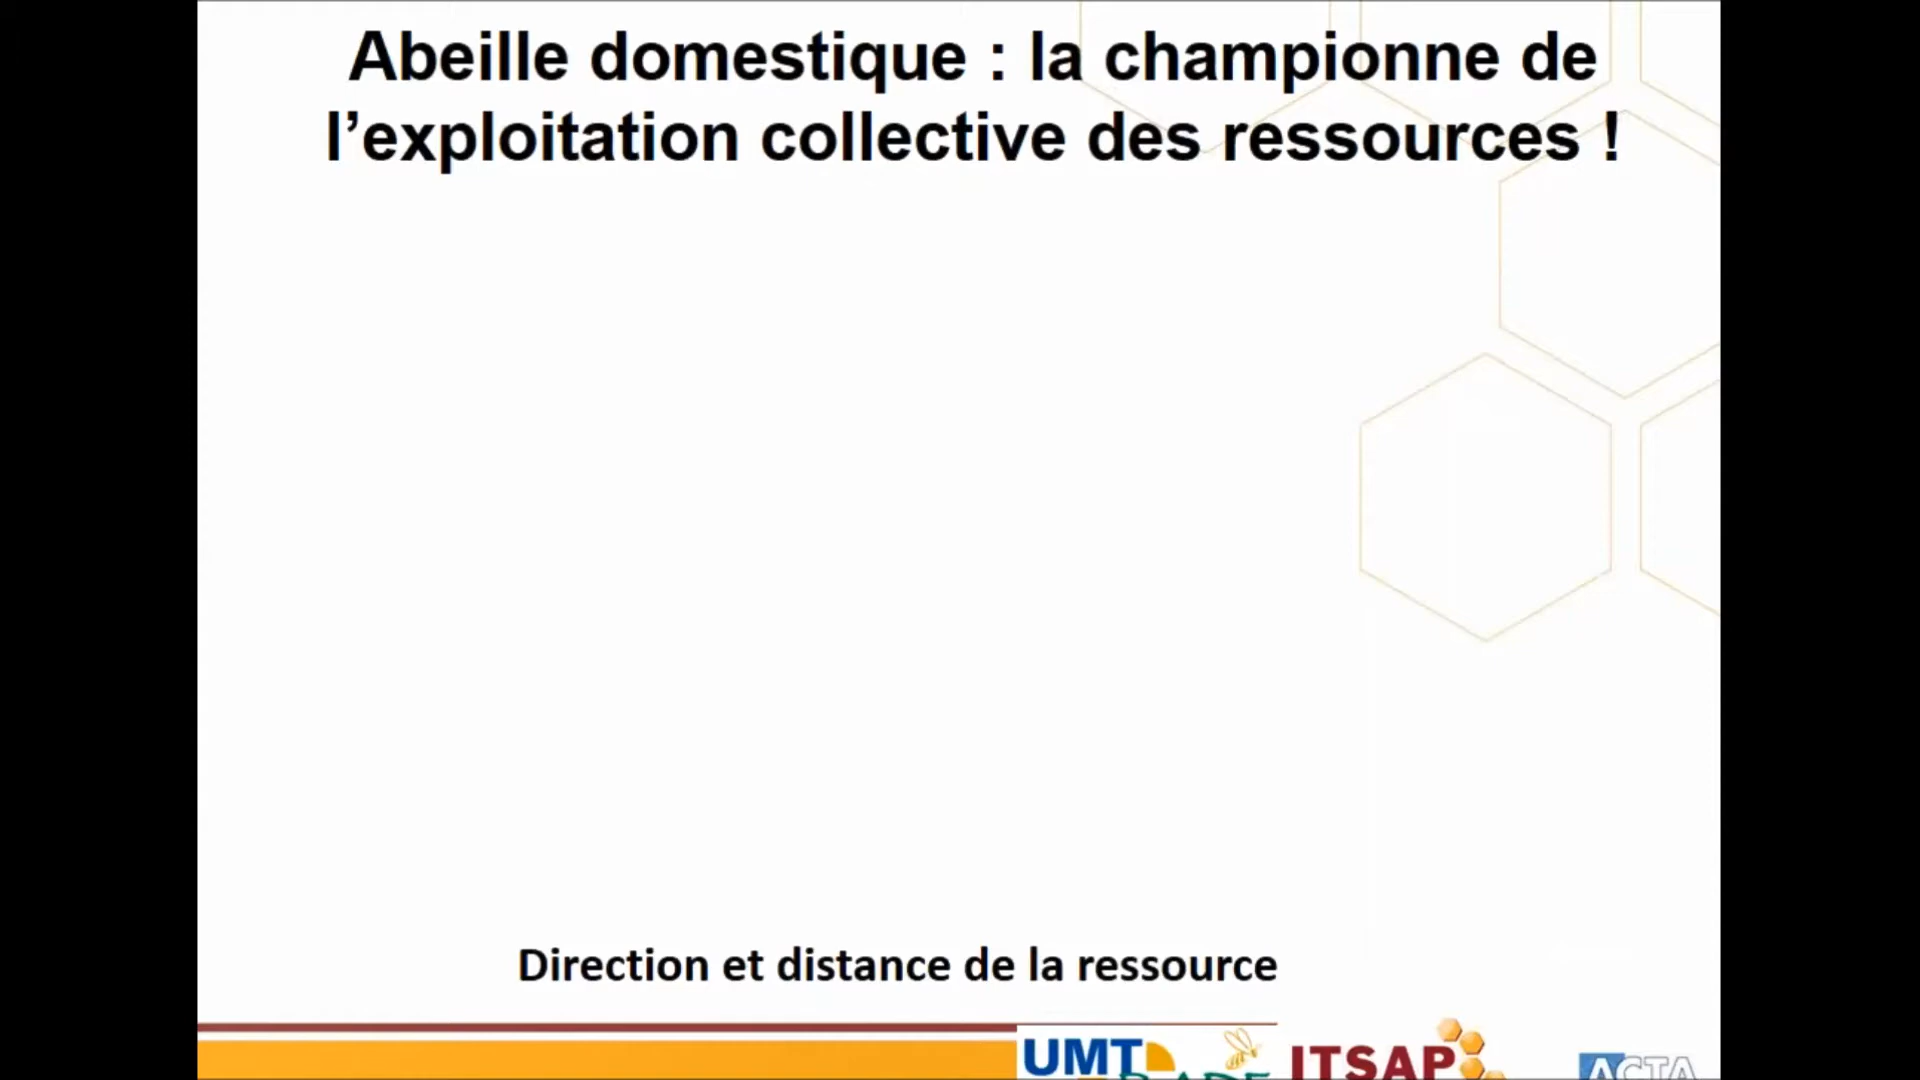 Abeille domestique : la championne de
l’exploitation collective des ressources !
Direction et distance de la ressource
UMT
ITSAP
ACTA